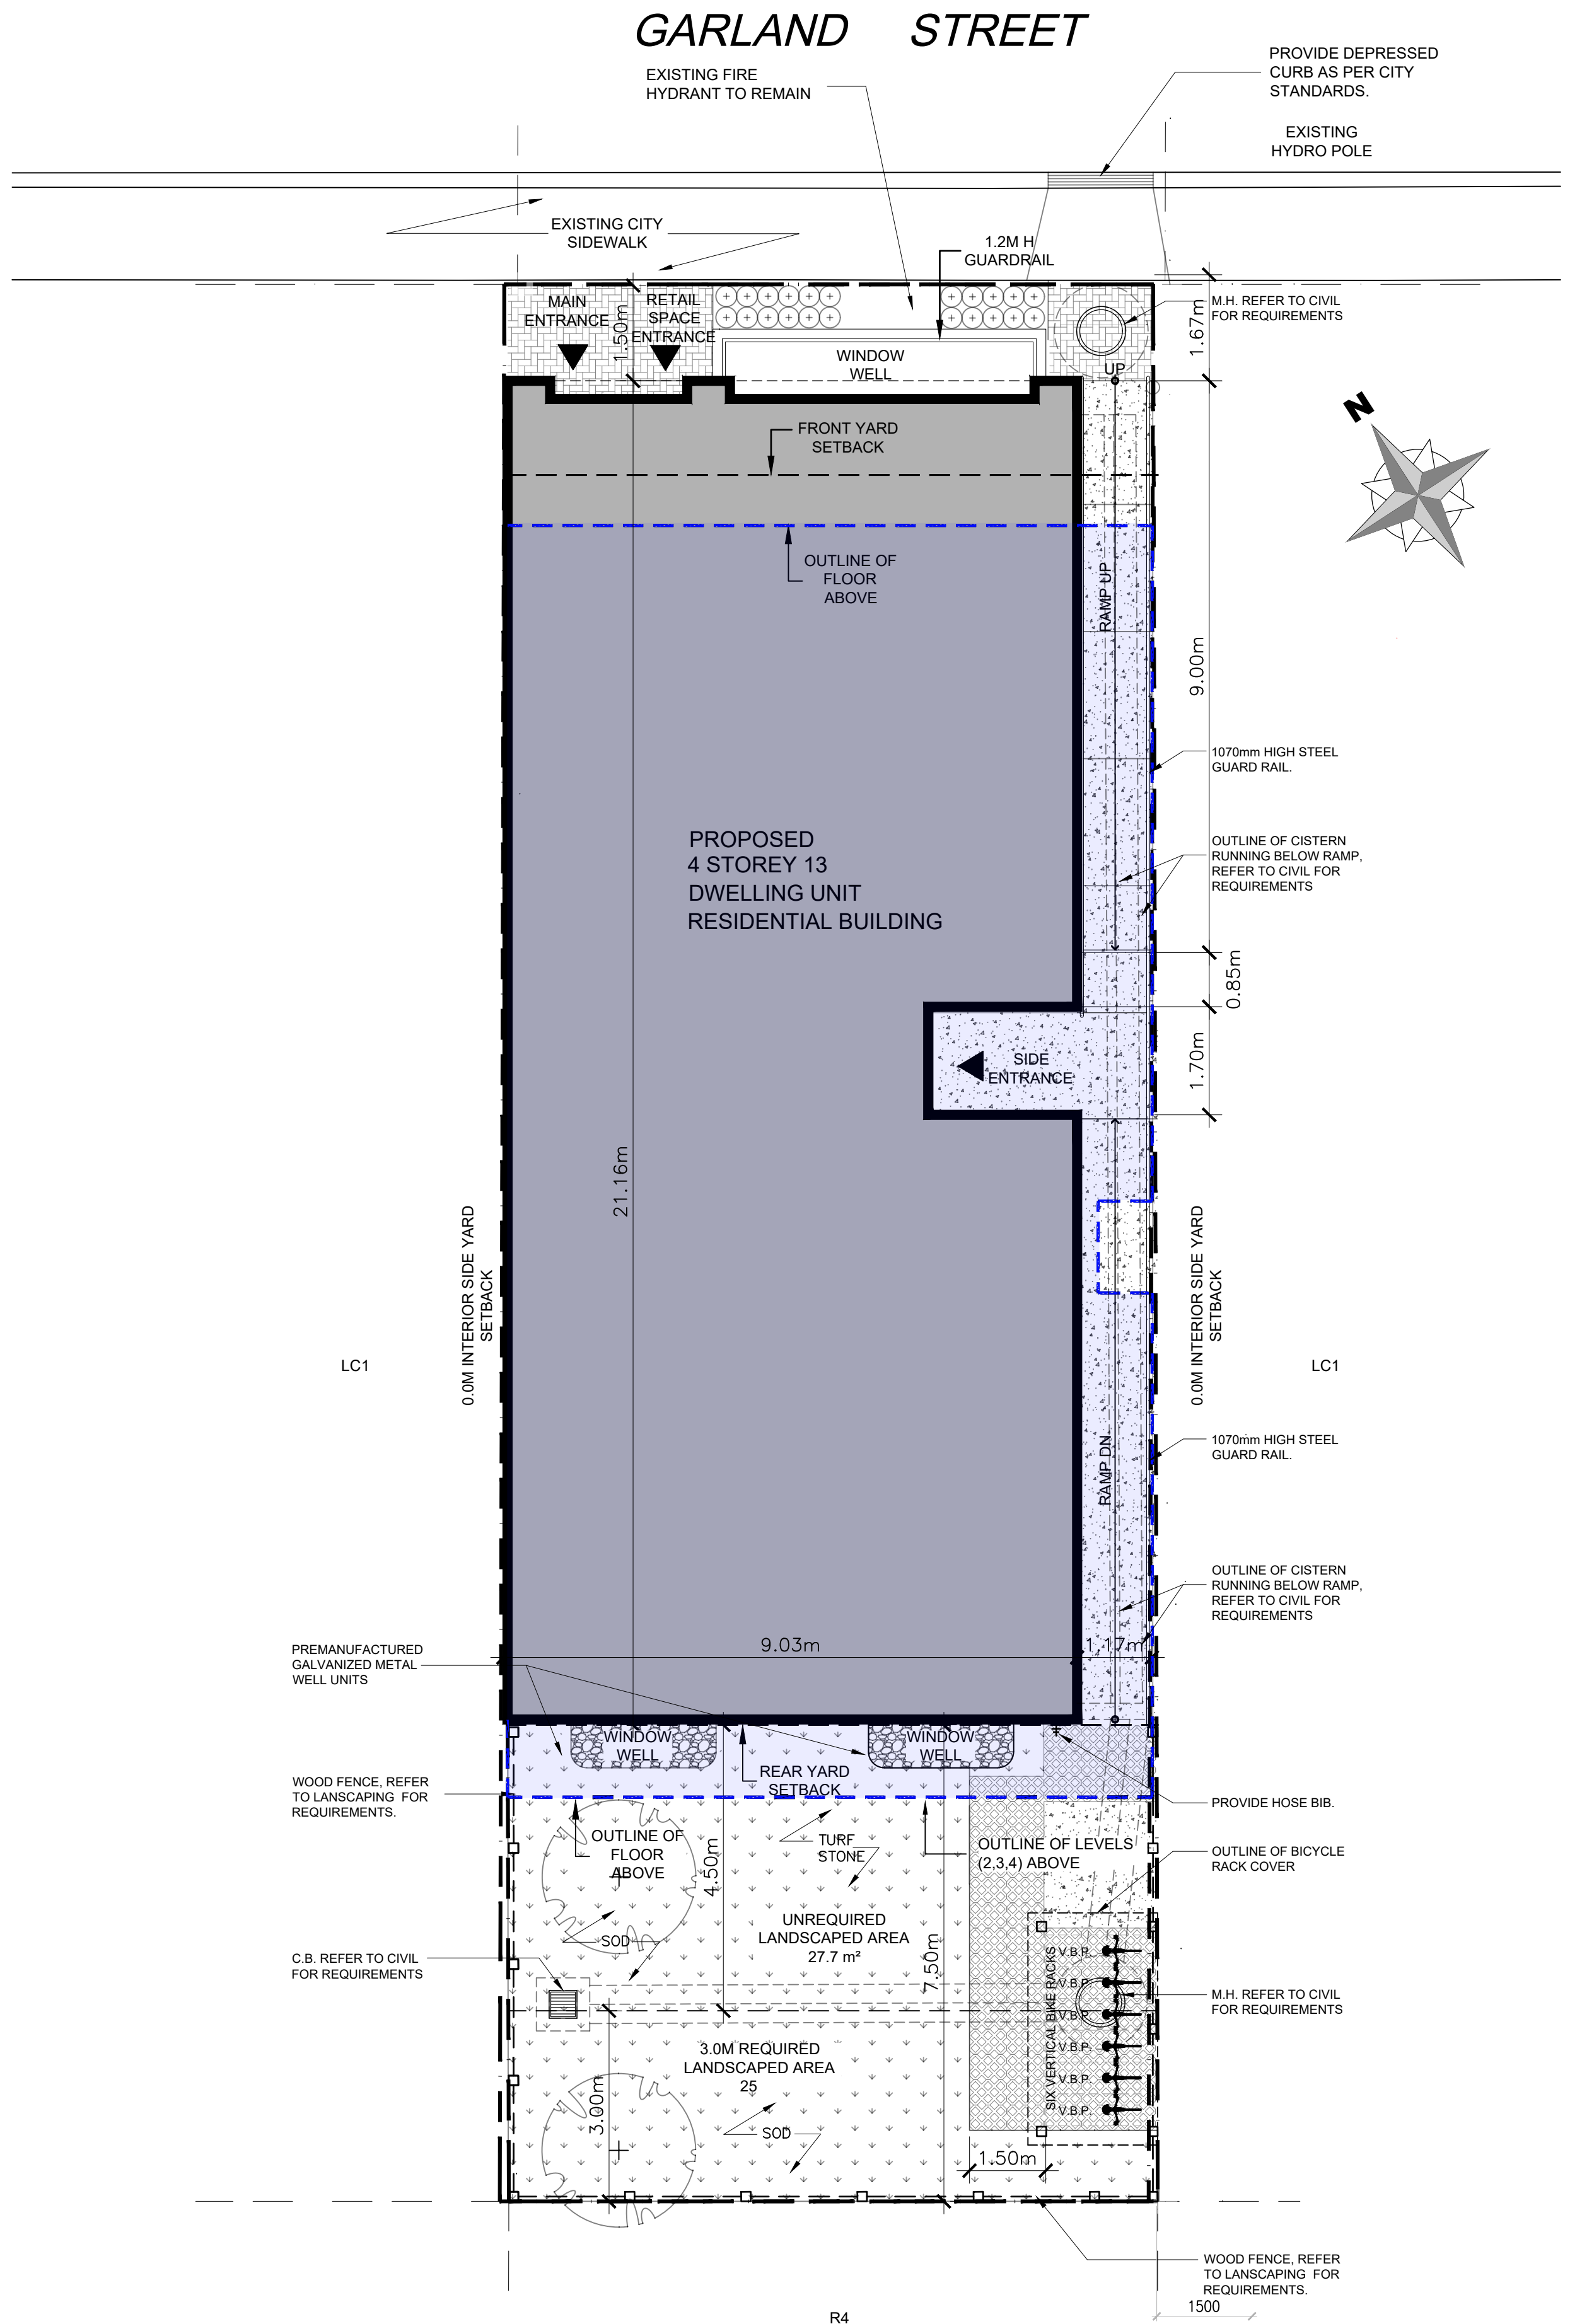 GARLAND STREET
EXISTING FIRE
HYDRANT TO REMAIN
PROVIDE DEPRESSED
CURB AS PER CITY
STANDARDS.
EXISTING
HYDRO POLE
EXISTING CITY
SIDEWALK
1.2M H
GUARDRAIL
MAIN
ENTRANCE
1.50m
RETAIL
SPACE
ENTRANCE
WINDOW
WELL
UP
1.67m
M.H. REFER TO CIVIL
FOR REQUIREMENTS
N
FRONT YARD
SETBACK
OUTLINE OF
FLOOR
ABOVE
RAMP UP
9.00m
1070mm HIGH STEEL
GUARD RAIL.
PROPOSED
4 STOREY 13
DWELLING UNIT
RESIDENTIAL BUILDING
OUTLINE OF CISTERN
RUNNING BELOW RAMP,
REFER TO CIVIL FOR
REQUIREMENTS
0.85m
SIDE
ENTRANCE
1.70m
21.16m
0.0M INTERIOR SIDE YARD
SETBACK
0.0M INTERIOR SIDE YARD
SETBACK
LC1
LC1
RAMP DN
1070mm HIGH STEEL
GUARD RAIL.
OUTLINE OF CISTERN
RUNNING BELOW RAMP,
REFER TO CIVIL FOR
REQUIREMENTS
9.03m
1.17m
PREMANUFACTURED
GALVANIZED METAL
WELL UNITS
WINDOW
WELL
WINDOW
WELL
REAR YARD
SETBACK
WOOD FENCE, REFER
TO LANSCAPING FOR
REQUIREMENTS.
PROVIDE HOSE BIB.
OUTLINE OF
FLOOR
ABOVE
4.50m
TURF
STONE
OUTLINE OF LEVELS
(2,3,4) ABOVE
OUTLINE OF BICYCLE
RACK COVER
UNREQUIRED
LANDSCAPED AREA
27.7 m²
SOD
7.50m
C.B. REFER TO CIVIL
FOR REQUIREMENTS
SIX VERTICAL BIKE RACKS
V.B.P.
V.B.P.
V.B.P.
V.B.P.
V.B.P.
V.B.P.
M.H. REFER TO CIVIL
FOR REQUIREMENTS
3.0M REQUIRED
LANDSCAPED AREA
25
3.00m
SOD
1.50m
WOOD FENCE, REFER
TO LANSCAPING FOR
REQUIREMENTS.
1500
R4